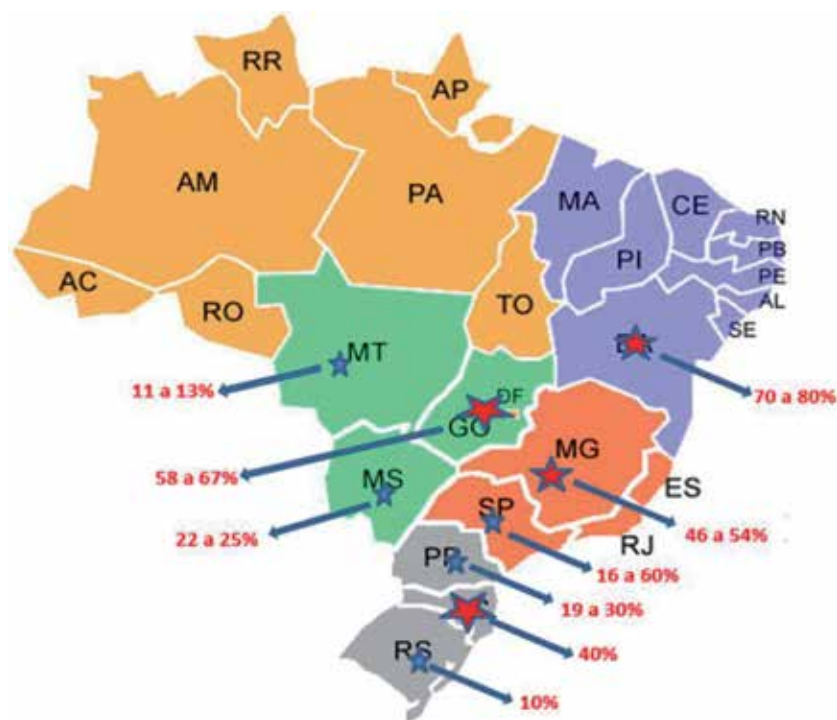 RR
AP
AM
PA
MA
CE
RN
PI
PB
PE
AC
AL
RO
TO
SE
MT
11 a 13%
70 a 80%
DF
GO
MG
58 a 67%
MS
ES
SP
22 a 25%
46 a 54%
RJ
PR
16 a 60%
19 a 30%
40%
RS
10%